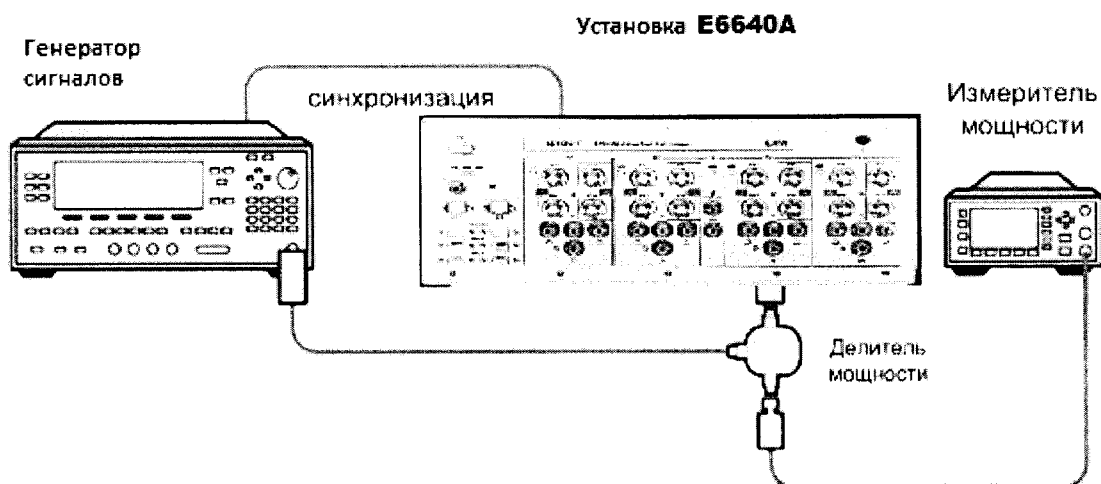 Установка E6640A
Генератор
сигналов
синхронизация
Измеритель
мощности
Делитель
мощности